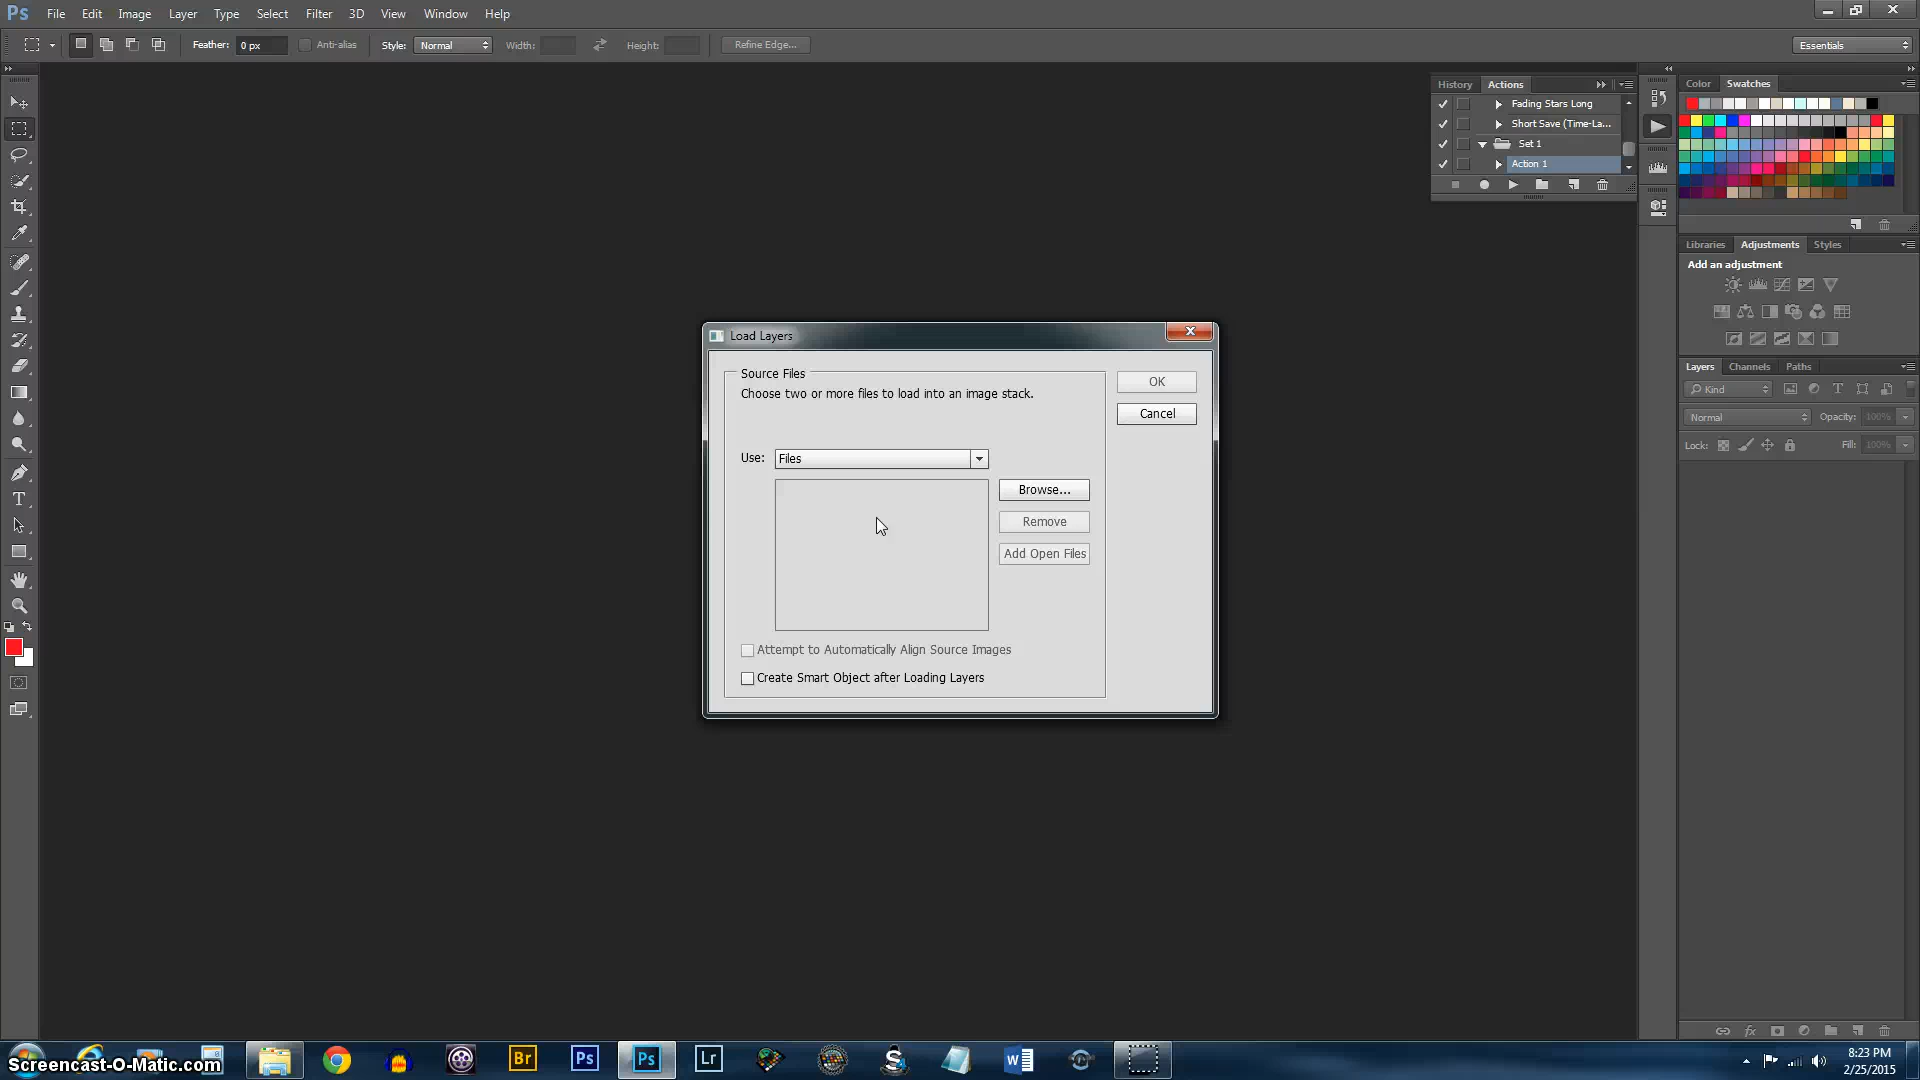 Ps File Edit Image Layer Type Select Filter 3D View Window Help
Feather: 0 px Anti-alias Style: Normal Width: Height: Refine Edge... Essentials
History Actions
Fading Stars Long
Short Save (Time-La...
Set 1
Action 1
Color Swatches
Libraries Adjustments Styles
Add an adjustment
Layers Channels Paths
Kind
Normal Opacity: 100%
Lock: Fill: 100%
Load Layers
Source Files
Choose two or more files to load into an image stack.
OK
Cancel
Use: Files
Browse...
Remove
Add Open Files
Attempt to Automatically Align Source Images
Create Smart Object after Loading Layers
T
Screencast-O-Matic.com
Br Ps Ps Lr S W
8:23 PM
2/25/2015